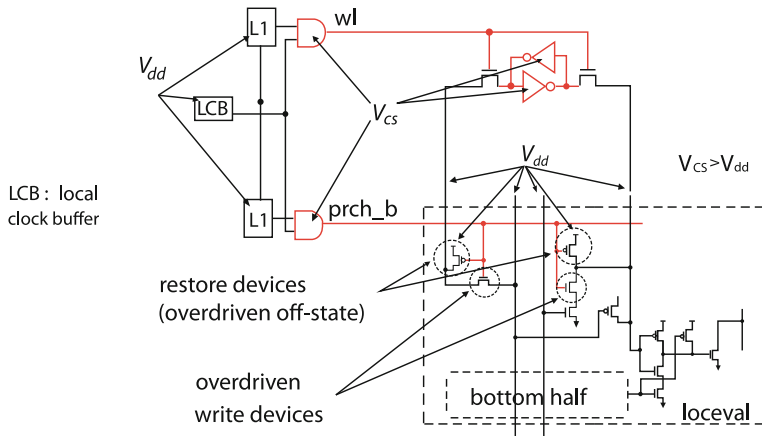 wl
L1
V_dd
LCB
V_cs
V_dd
V_CS>V_dd
LCB : local
clock buffer
L1
prch_b
restore devices
(overdriven off-state)
overdriven
write devices
bottom half
loceval